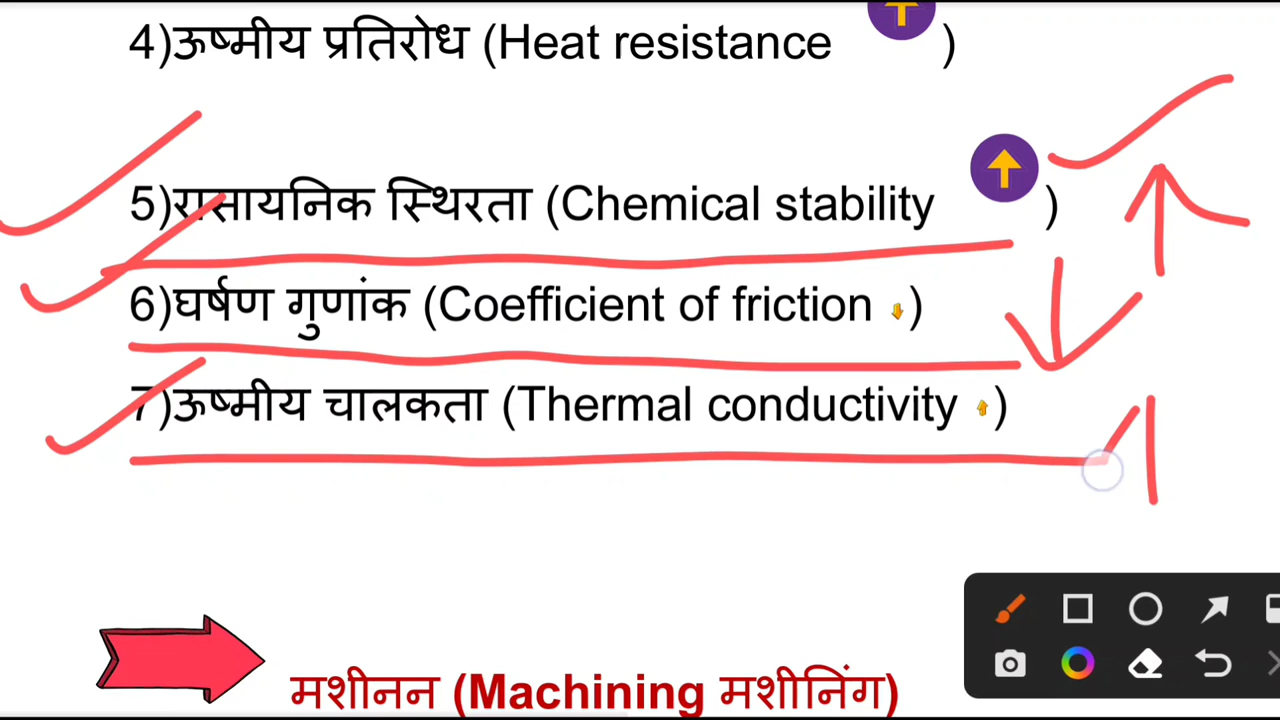 4)ऊष्मीय प्रतिरोध (Heat resistance )
5)रासायनिक स्थिरता (Chemical stability )
6)घर्षण गुणांक (Coefficient of friction )
7)ऊष्मीय चालकता (Thermal conductivity )
मशीनन (Machining मशीनिंग)